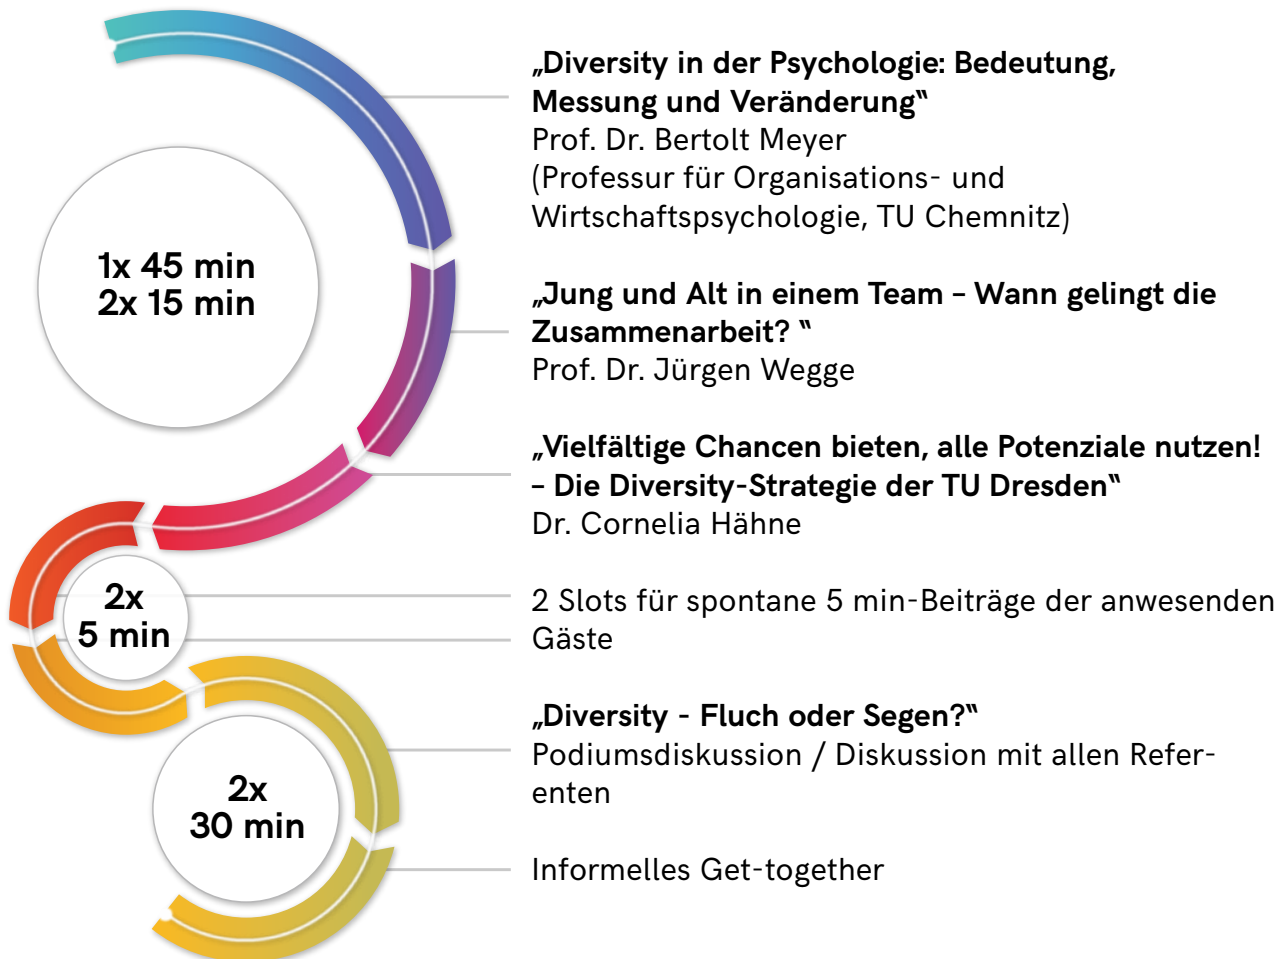 „Diversity in der Psychologie: Bedeutung,
Messung und Veränderung“
Prof. Dr. Bertolt Meyer
(Professur für Organisations- und
Wirtschaftspsychologie, TU Chemnitz)
1x 45 min
2x 15 min
„Jung und Alt in einem Team – Wann gelingt die
Zusammenarbeit? “
Prof. Dr. Jürgen Wegge
„Vielfältige Chancen bieten, alle Potenziale nutzen!
– Die Diversity-Strategie der TU Dresden“
Dr. Cornelia Hähne
2x
5 min
2 Slots für spontane 5 min-Beiträge der anwesenden
Gäste
„Diversity - Fluch oder Segen?“
Podiumsdiskussion / Diskussion mit allen Refer-
enten
2x
30 min
Informelles Get-together